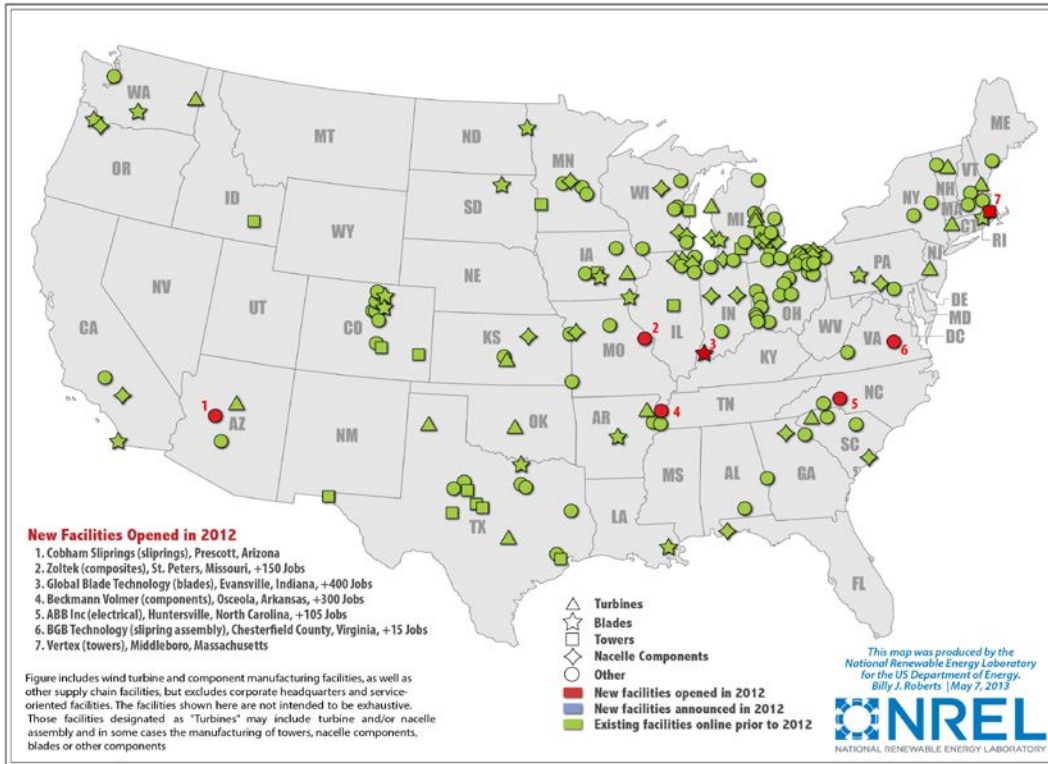 WA
MT
ND
MN
ME
OR
ID
SD
WI
MI
NY
VT
NH
MA
CT
7
RI
WY
NV
UT
CO
NE
IA
IL
IN
OH
PA
NJ
DE
MD
DC
CA
KS
MO
WV
VA
KY
2
3
6
1
AZ
NM
OK
AR
4
TN
NC
5
SC
TX
LA
MS
AL
GA
FL
New Facilities Opened in 2012
1. Cobham Sliprings (sliprings), Prescott, Arizona
2. Zoltek (composites), St. Peters, Missouri, +150 Jobs
3. Global Blade Technology (blades), Evansville, Indiana, +400 Jobs
4. Beckmann Volmer (components), Osceola, Arkansas, +300 Jobs
5. ABB Inc (electrical), Huntersville, North Carolina, +105 Jobs
6. BGB Technology (slipring assembly), Chesterfield County, Virginia, +15 Jobs
7. Vertex (towers), Middleboro, Massachusetts
Figure includes wind turbine and component manufacturing facilities, as well as
other supply chain facilities, but excludes corporate headquarters and service-
oriented facilities. The facilities shown here are not intended to be exhaustive.
Those facilities designated as "Turbines" may include turbine and/or nacelle
assembly and in some cases the manufacturing of towers, nacelle components,
blades or other components
Turbines
Blades
Towers
Nacelle Components
Other
New facilities opened in 2012
New facilities announced in 2012
Existing facilities online prior to 2012
This map was produced by the
National Renewable Energy Laboratory
for the US Department of Energy.
Billy J. Roberts | May 7, 2013
NREL
NATIONAL RENEWABLE ENERGY LABORATORY